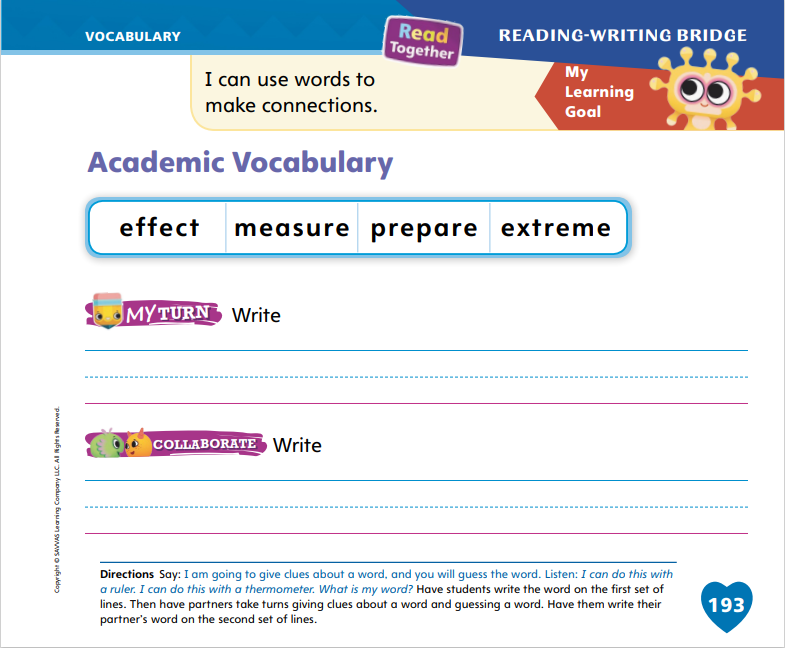 VOCABULARY
Read
Together
READING-WRITING BRIDGE
I can use words to
make connections.
My
Learning
Goal
Academic Vocabulary
effect measure prepare extreme
MY TURN Write
COLLABORATE Write
Copyright © SAVVAS Learning Company LLC. All Rights Reserved.
Directions Say: I am going to give clues about a word, and you will guess the word. Listen: I can do this with
a ruler. I can do this with a thermometer. What is my word? Have students write the word on the first set of
lines. Then have partners take turns giving clues about a word and guessing a word. Have them write their
partner's word on the second set of lines.
193